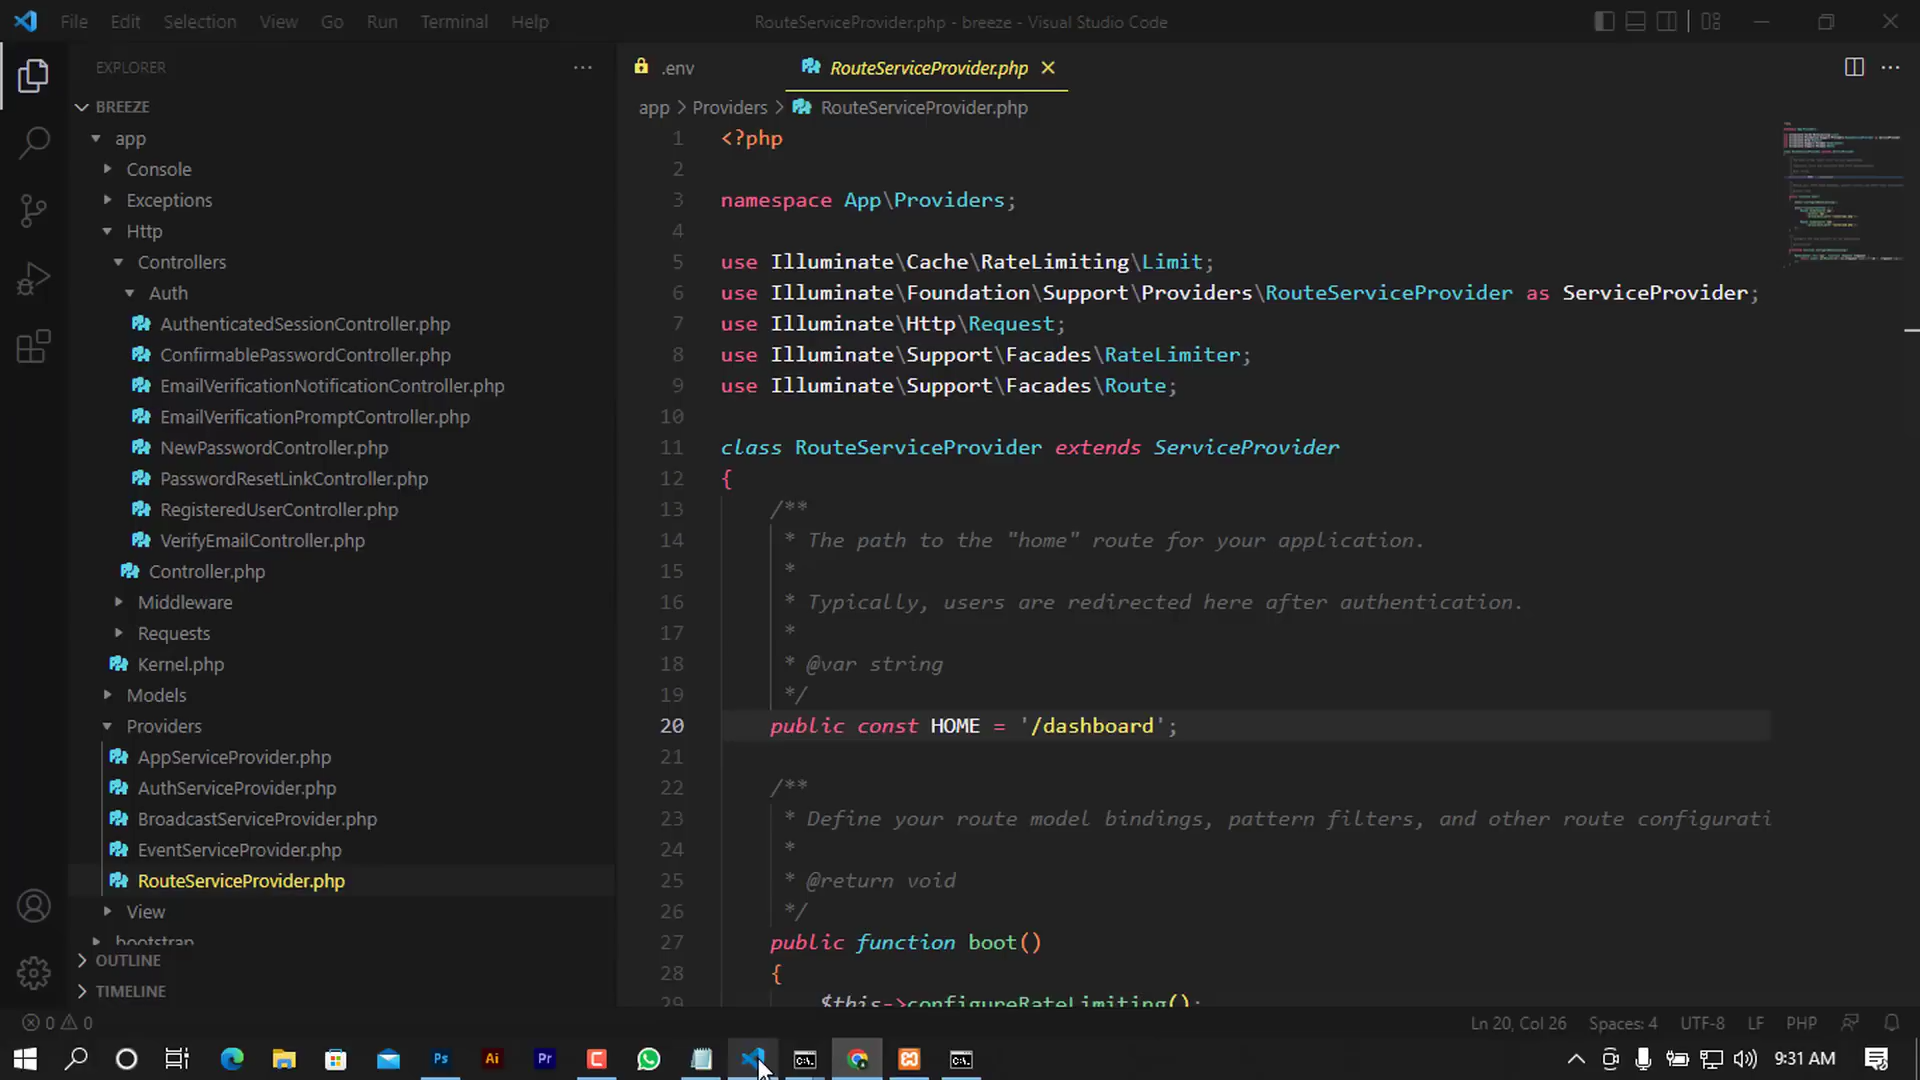 File Edit Selection View Go Run Terminal Help
RouteServiceProvider.php - breeze - Visual Studio Code
EXPLORER
BREEZE
app
Console
Exceptions
Http
Controllers
Auth
AuthenticatedSessionController.php
ConfirmablePasswordController.php
EmailVerificationNotificationController.php
EmailVerificationPromptController.php
NewPasswordController.php
PasswordResetLinkController.php
RegisteredUserController.php
VerifyEmailController.php
Controller.php
Middleware
Requests
Kernel.php
Models
Providers
AppServiceProvider.php
AuthServiceProvider.php
BroadcastServiceProvider.php
EventServiceProvider.php
RouteServiceProvider.php
View
bootstrap
OUTLINE
TIMELINE
.env
RouteServiceProvider.php
app > Providers > RouteServiceProvider.php
1 <?php
2
3 namespace App\Providers;
4
5 use Illuminate\Cache\RateLimiting\Limit;
6 use Illuminate\Foundation\Support\Providers\RouteServiceProvider as ServiceProvider;
7 use Illuminate\Http\Request;
8 use Illuminate\Support\Facades\RateLimiter;
9 use Illuminate\Support\Facades\Route;
10
11 class RouteServiceProvider extends ServiceProvider
12 {
13 /**
14 * The path to the "home" route for your application.
15 *
16 * Typically, users are redirected here after authentication.
17 *
18 * @var string
19 */
20 public const HOME = '/dashboard';
21
22 /**
23 * Define your route model bindings, pattern filters, and other route configurati
24 *
25 * @return void
26 */
27 public function boot()
28 {
29 $this->configureRateLimiting();
0 0
Ln 20, Col 26 Spaces: 4 UTF-8 LF PHP
Ps Ai Pr
9:31 AM